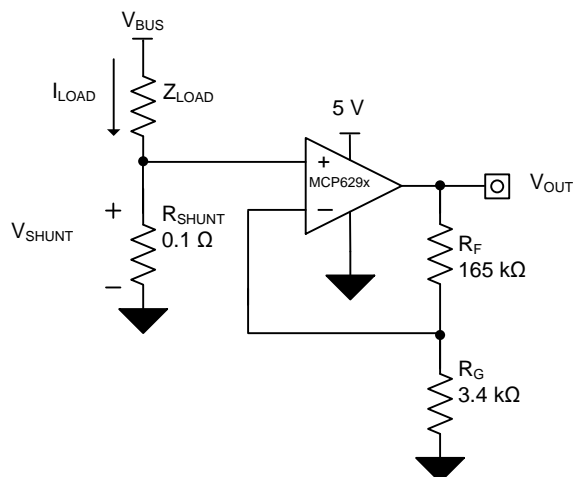 VBUS
ILOAD
ZLOAD
5 V
+
MCP629x
−
VOUT
+
VSHUNT
−
RSHUNT
0.1 Ω
RF
165 kΩ
RG
3.4 kΩ